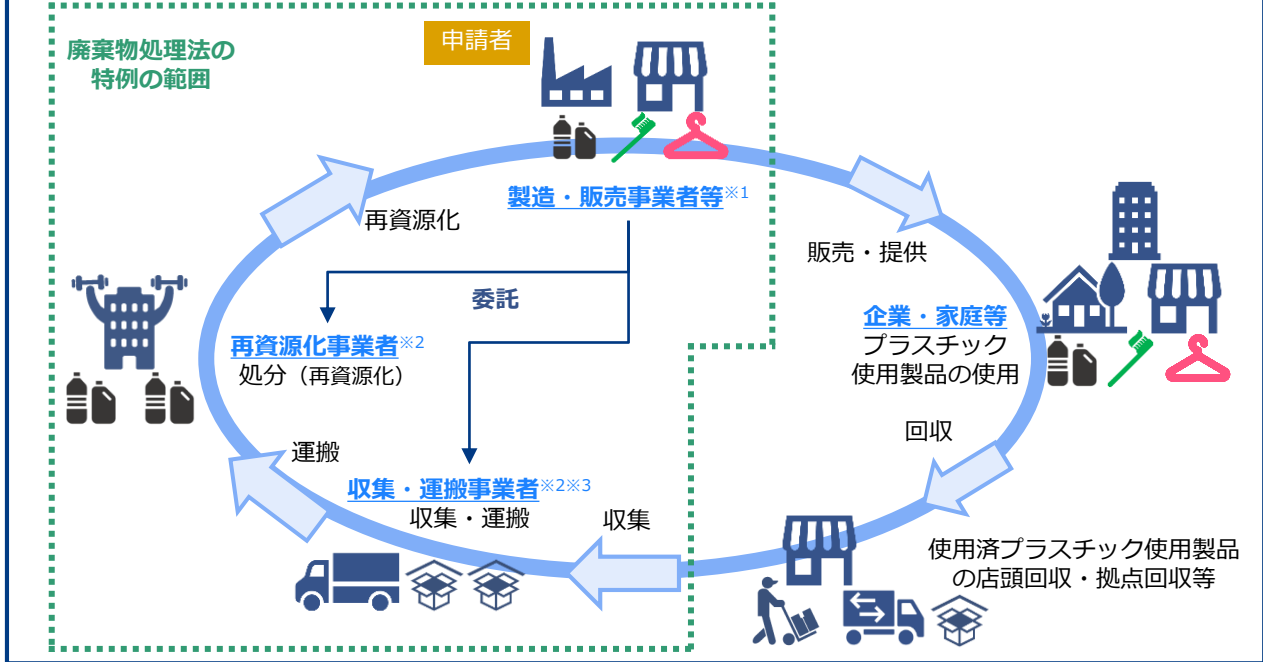 廃棄物処理法の
特例の範囲
申請者
製造・販売事業者等※1
再資源化
販売・提供
委託
企業・家庭等
プラスチック
使用製品の使用
再資源化事業者※2
処分（再資源化）
回収
運搬
収集・運搬事業者※2※3
収集・運搬
収集
使用済プラスチック使用製品
の店頭回収・拠点回収等